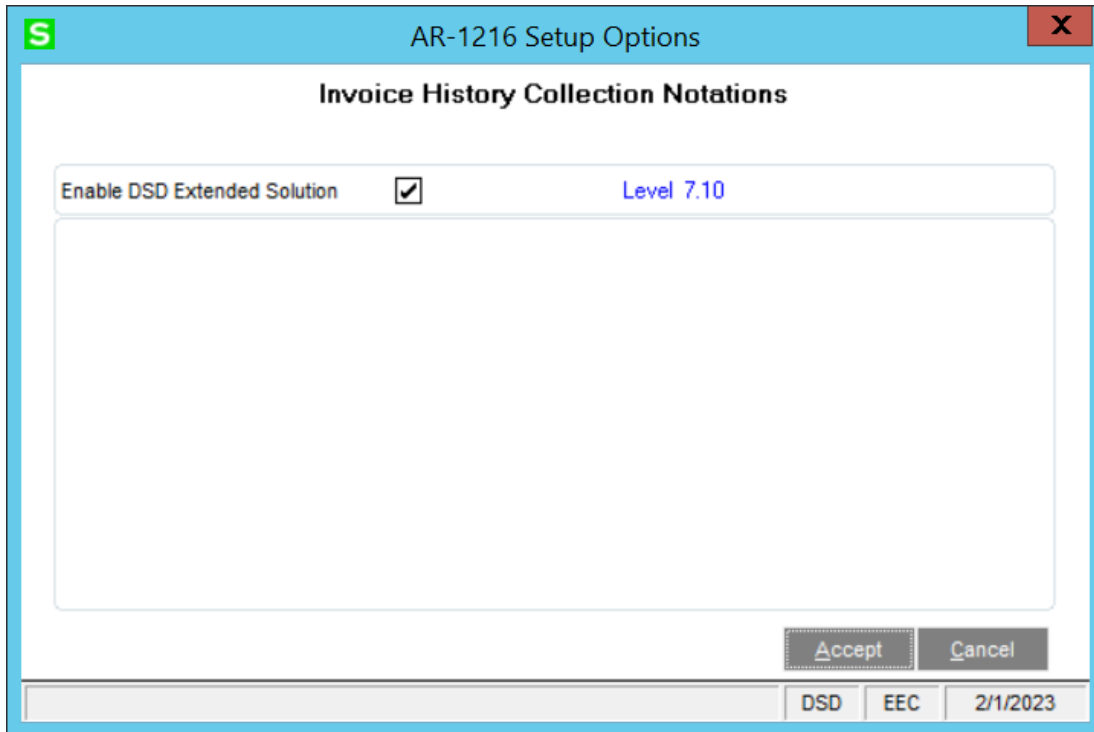 S AR-1216 Setup Options X
Invoice History Collection Notations
Enable DSD Extended Solution Level 7.10
Accept Cancel
DSD EEC 2/1/2023